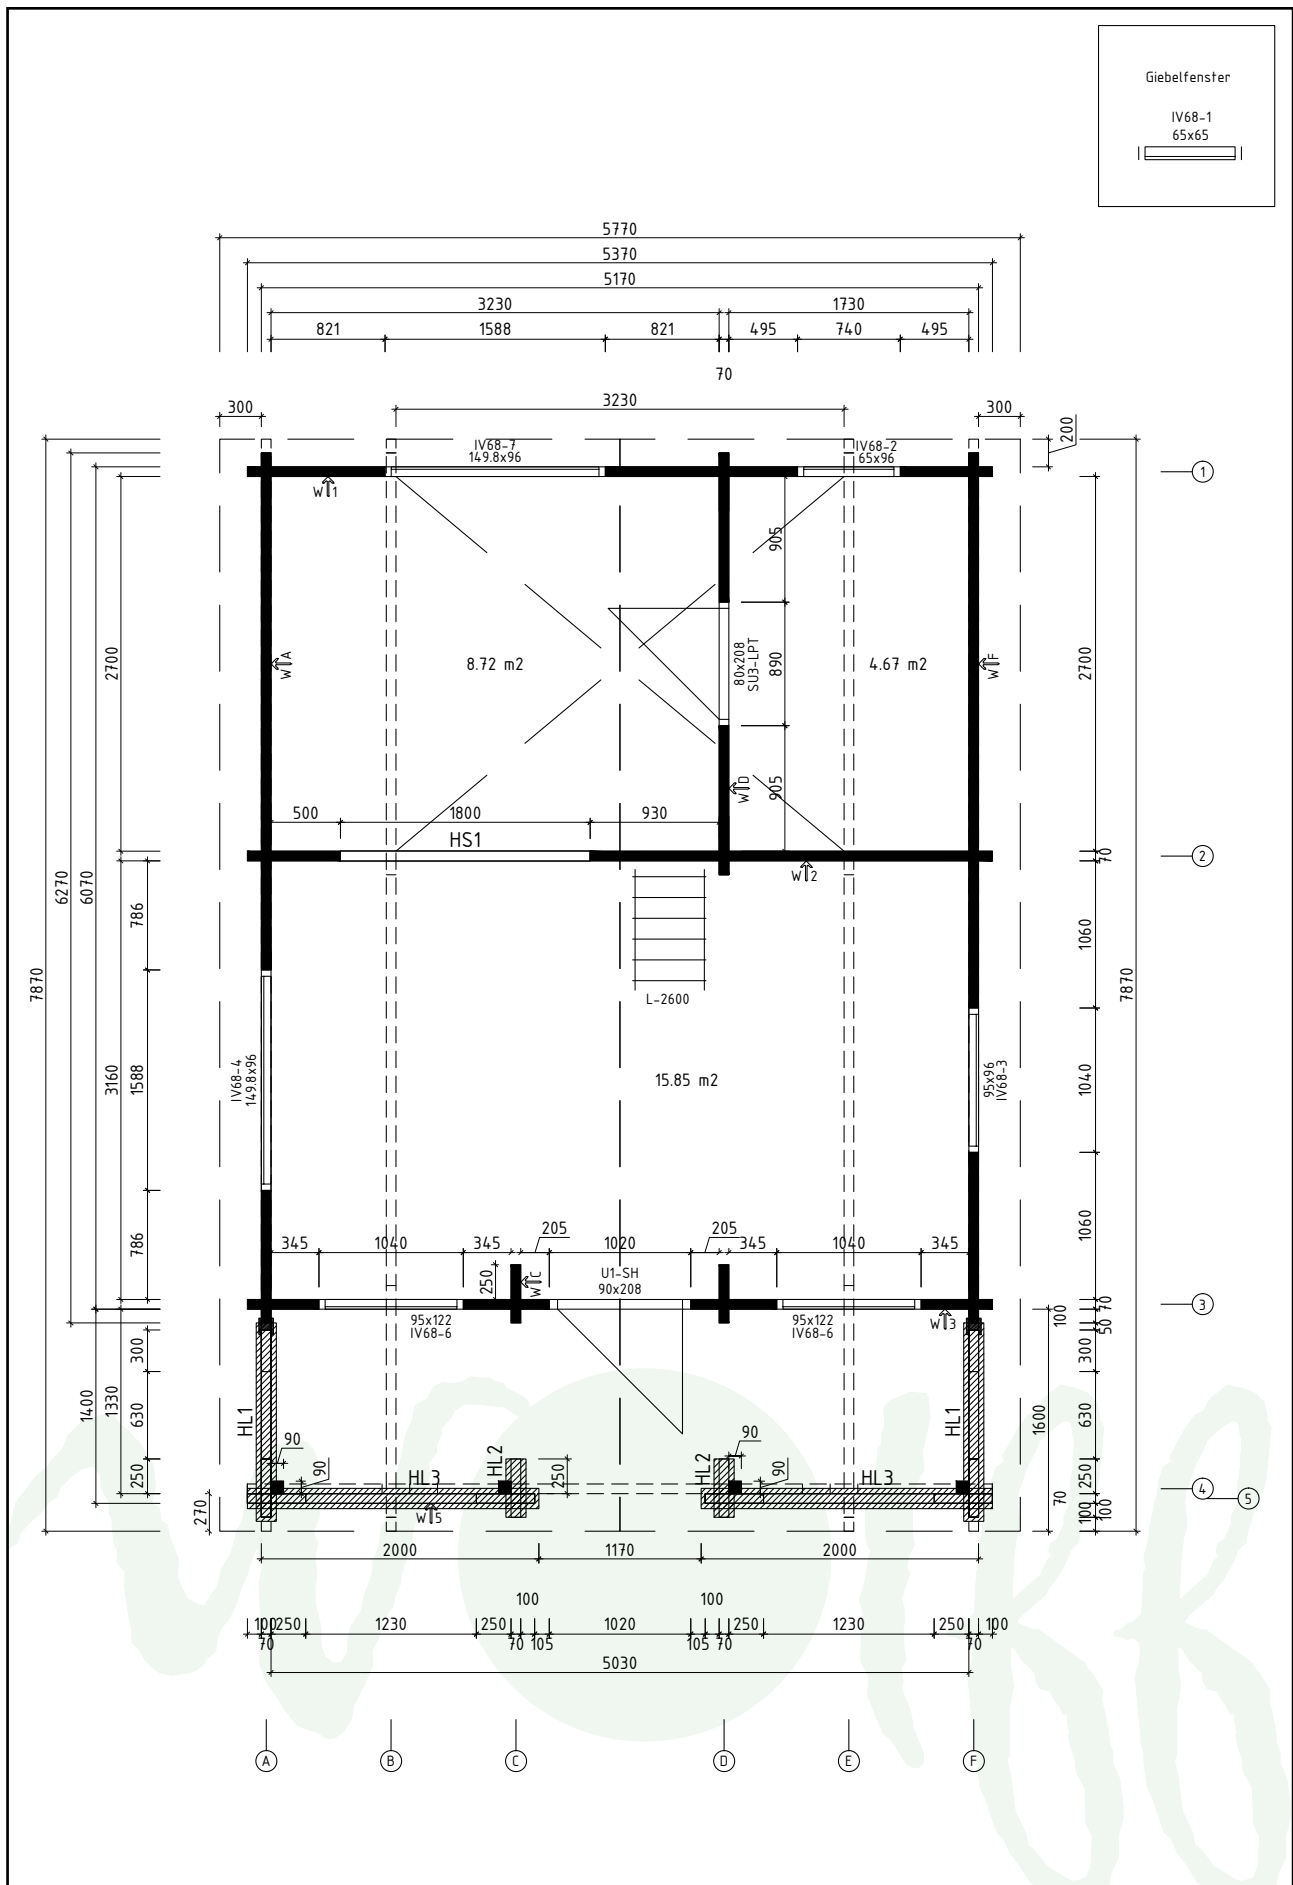 Giebelfenster
IV68-1
65x65
5770
5370
5170
3230 1730
821 1588 821 495 740 495
70
300 3230 300
200
IV68-7
149.8x96
IV68-2
65x96
1
W1
905
2700
WA
8.72 m2
80x208
SU3-LPT
890
4.67 m2
WF
2700
WD
905
500 1800 930
HS1
2
70
W2
6270
6070
786
1060
7870
7870
L-2600
IV68-4
149.8x96
3160
1588
15.85 m2
95x96
IV68-3
1040
786
1060
205 205
345 1040 345 1020 345 1040 345
250
WC
U1-SH
90x208
3
70
100
50
95x122
IV68-6
95x122
IV68-6
W3
300
300
1400
1330
630
HL1
HL1
1600
630
90
90
HL3
HL2
250
HL2
90
90
HL3
250
250
4
5
270
W5
70
100
100
2000 1170 2000
100 100
100 250 1230 250 1020 250 1230 250 100
70 70 105 105 70 70
5030
A B C D E F
wolff